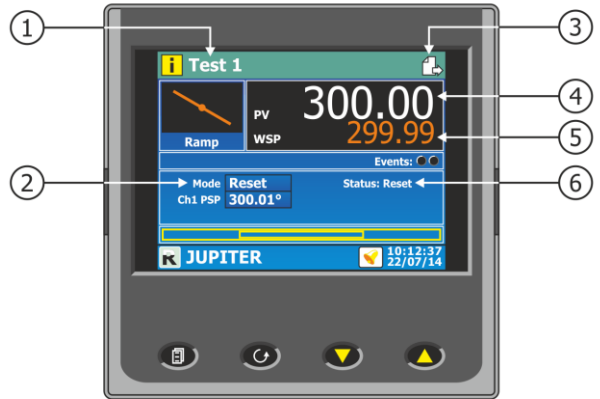 1
3
i Test 1
300.00
4
PV
299.99
5
WSP
Ramp
Events:
2
Mode Reset
Status: Reset
6
Ch1 PSP 300.01°
R JUPITER
10:12:37
22/07/14